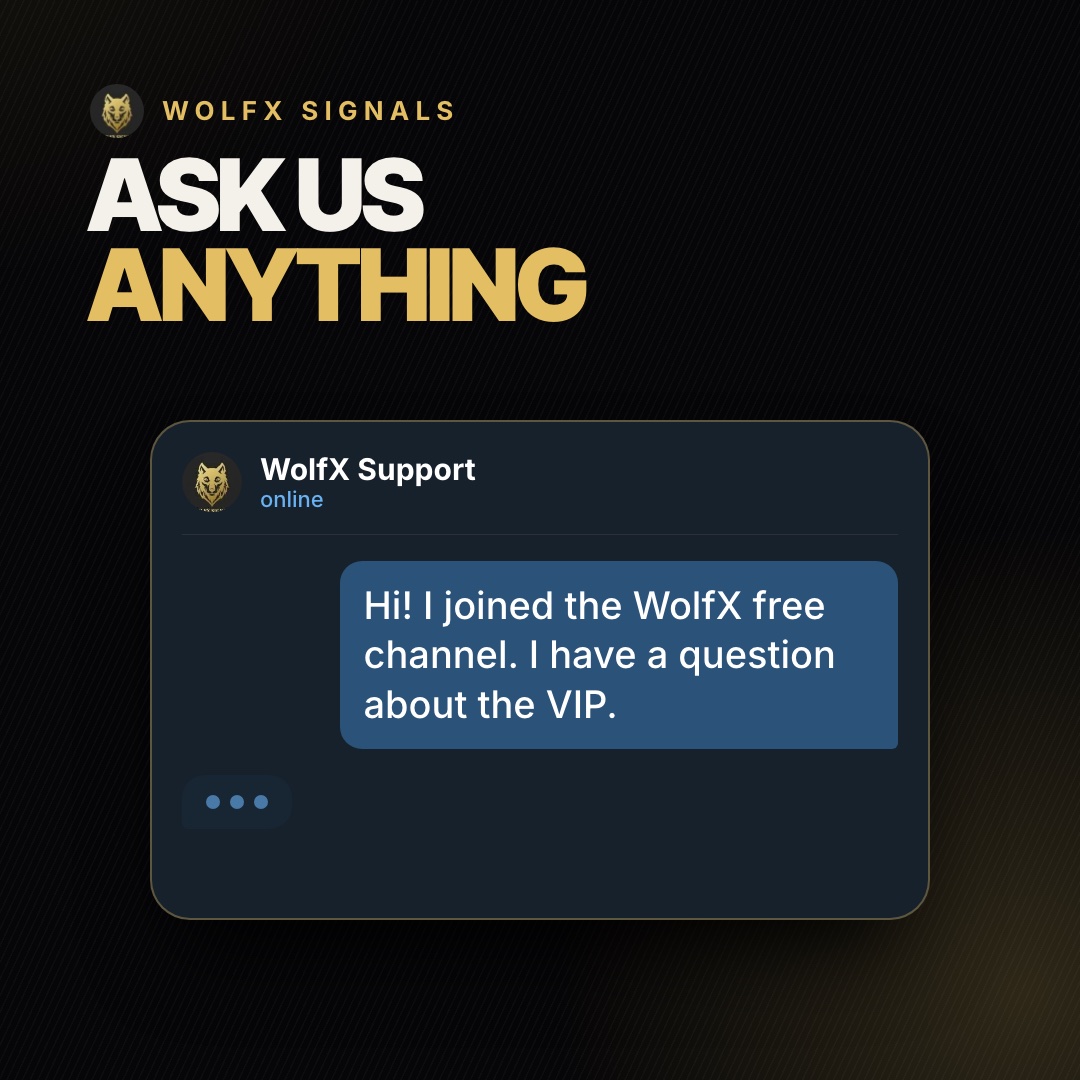 WOLFX SIGNALS
ASK US
ANYTHING
WolfX Support
online
Hi! I joined the WolfX free
channel. I have a question
about the VIP.